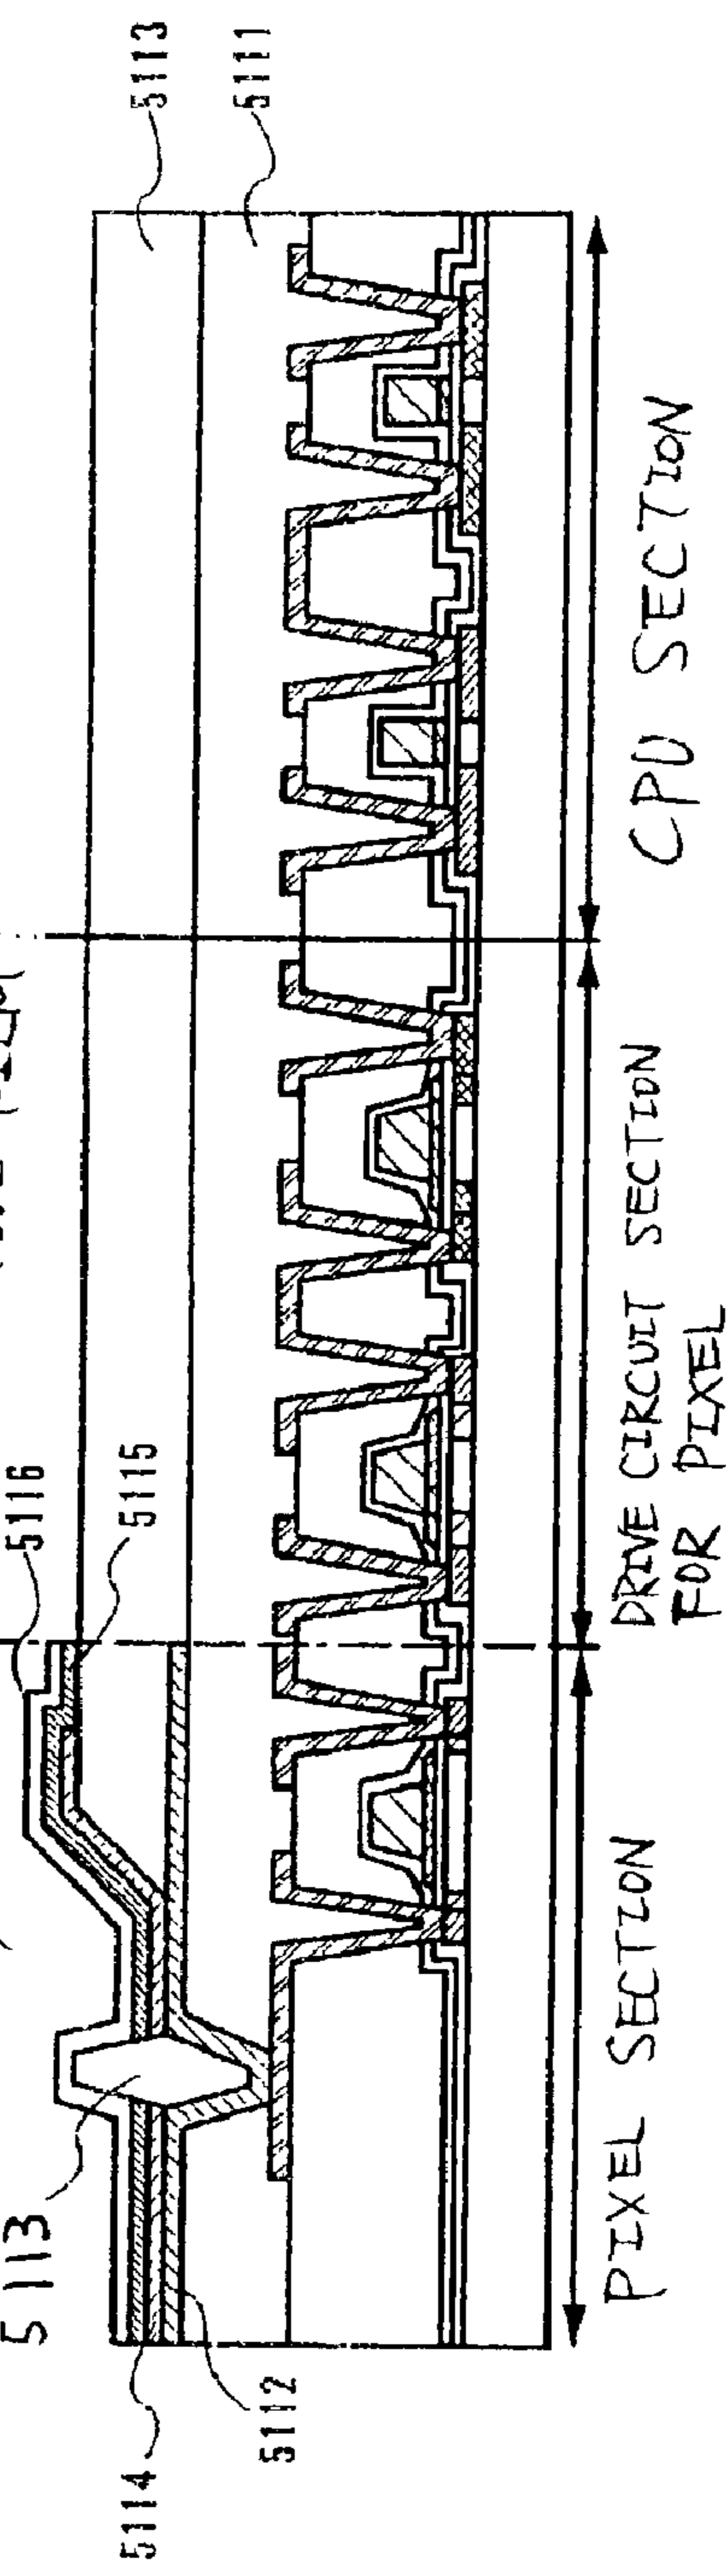 5116
5115
5113
5111
5113
5114
5112
PIXEL SECTION
DRIVE CIRCUIT SECTION
FOR PIXEL
CPU SECTION